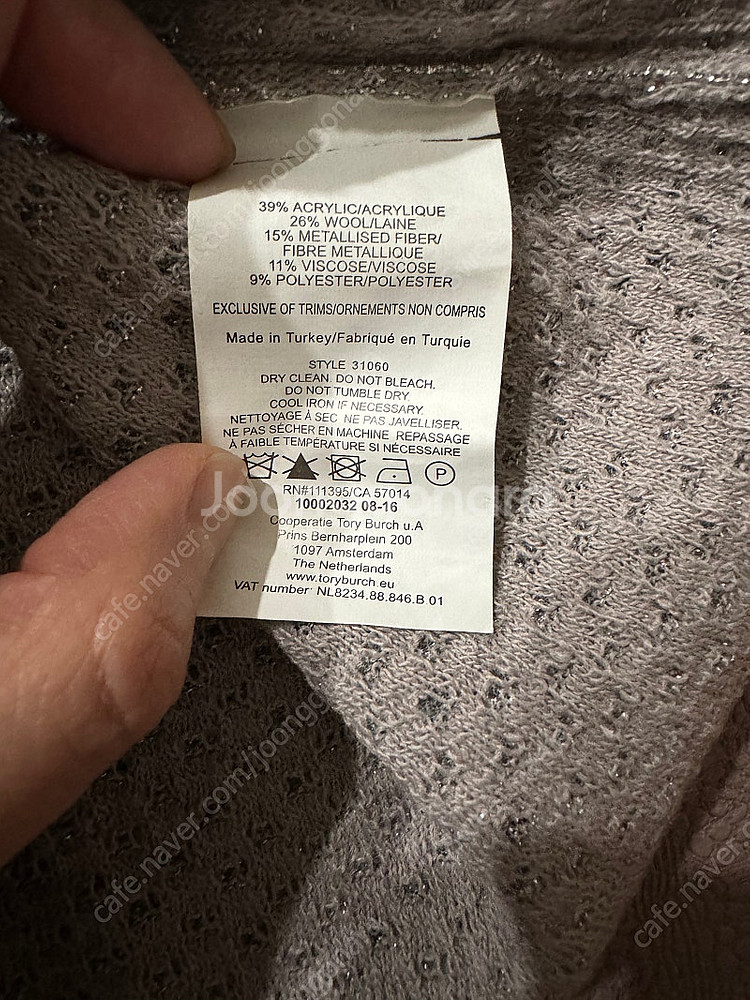 39% ACRYLIC/ACRYLIQUE
26% WOOL/LAINE
15% METALLISED FIBER/
FIBRE METALLIQUE
11% VISCOSE/VISCOSE
9% POLYESTER/POLYESTER
EXCLUSIVE OF TRIMS/ORNEMENTS NON COMPRIS
Made in Turkey/Fabriqué en Turquie
STYLE 31060
DRY CLEAN. DO NOT BLEACH.
DO NOT TUMBLE DRY.
COOL IRON IF NECESSARY.
NETTOYAGE À SEC NE PAS JAVELLISER.
NE PAS SÉCHER EN MACHINE REPASSAGE
À FAIBLE TEMPÉRATURE SI NÉCESSAIRE
P
RN#111395/CA 57014
10002032 08-16
Cooperatie Tory Burch u.A
Prins Bernharplein 200
1097 Amsterdam
The Netherlands
www.toryburch.eu
VAT number: NL8234.88.846.B.01
cafe.naver.com/joonggo
cafe.naver.com
cafe.naver